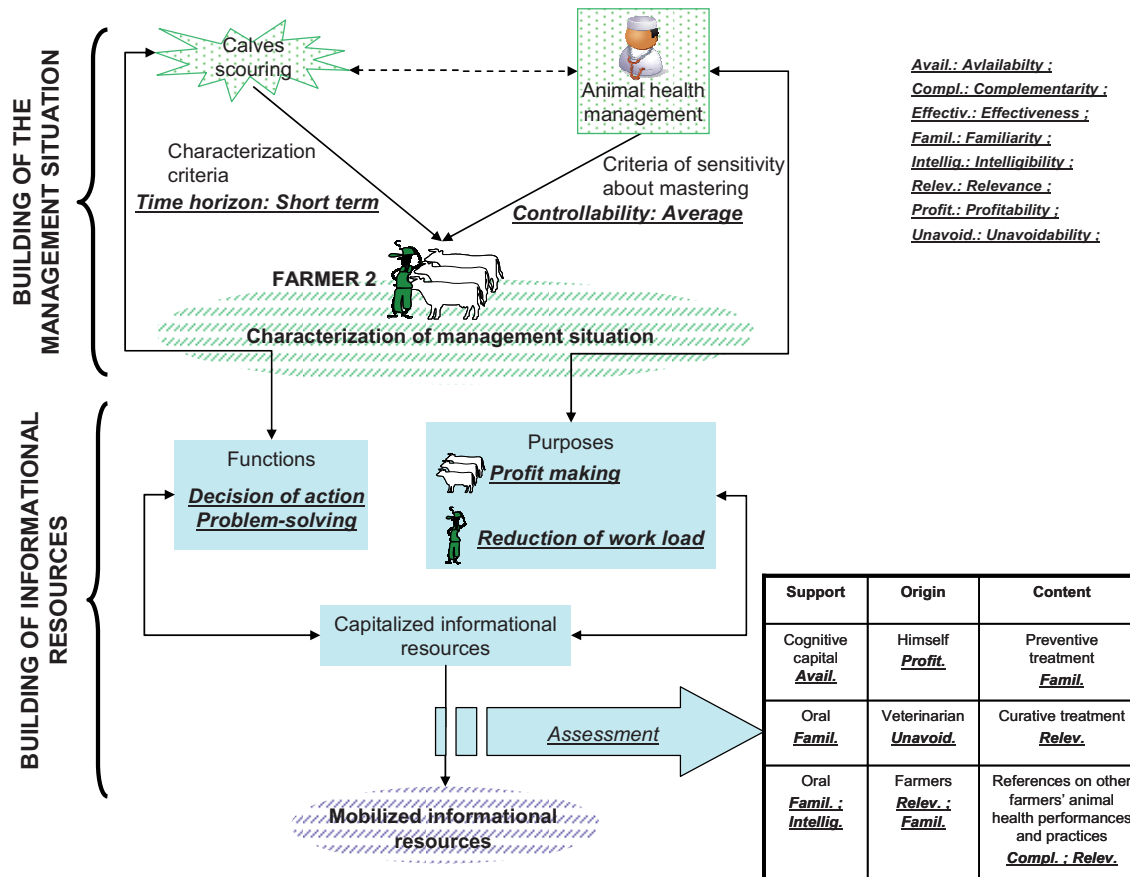 BUILDING OF THE
MANAGEMENT SITUATION
Calves
scouring
Animal health
management
Characterization
criteria
Time horizon: Short term
Criteria of sensitivity
about mastering
Controllability: Average
FARMER 2
Characterization of management situation
Avail.: Avlailabilty ;
Compl.: Complementarity ;
Effectiv.: Effectiveness ;
Famil.: Familiarity ;
Intellig.: Intelligibility ;
Relev.: Relevance ;
Profit.: Profitability ;
Unavoid.: Unavoidability ;
BUILDING OF INFORMATIONAL
RESOURCES
Functions
Decision of action
Problem-solving
Purposes
Profit making
Reduction of work load
Capitalized informational
resources
Assessment
Mobilized informational
resources
Support Origin Content
Cognitive
capital
Avail.
Himself
Profit.
Preventive
treatment
Famil.
Oral
Famil.
Veterinarian
Unavoid.
Curative treatment
Relev.
Oral
Famil. ;
Intellig.
Farmers
Relev. ;
Famil.
References on other
farmers' animal
health performances
and practices
Compl. ; Relev.